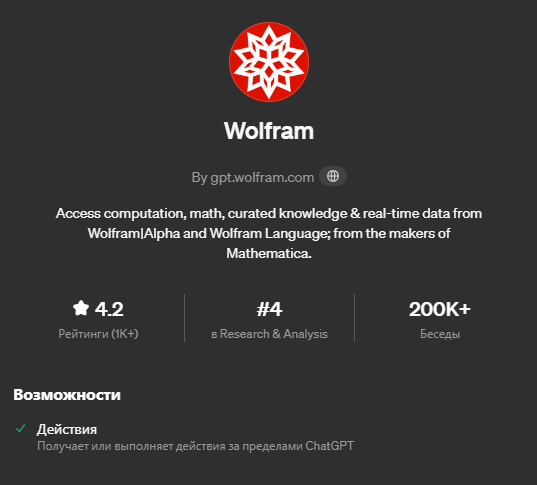 Wolfram
By gpt.wolfram.com
Access computation, math, curated knowledge & real-time data from
Wolfram|Alpha and Wolfram Language; from the makers of
Mathematica.
4.2
Рейтинги (1K+)
#4
в Research & Analysis
200K+
Беседы
Возможности
Действия
Получает или выполняет действия за пределами ChatGPT